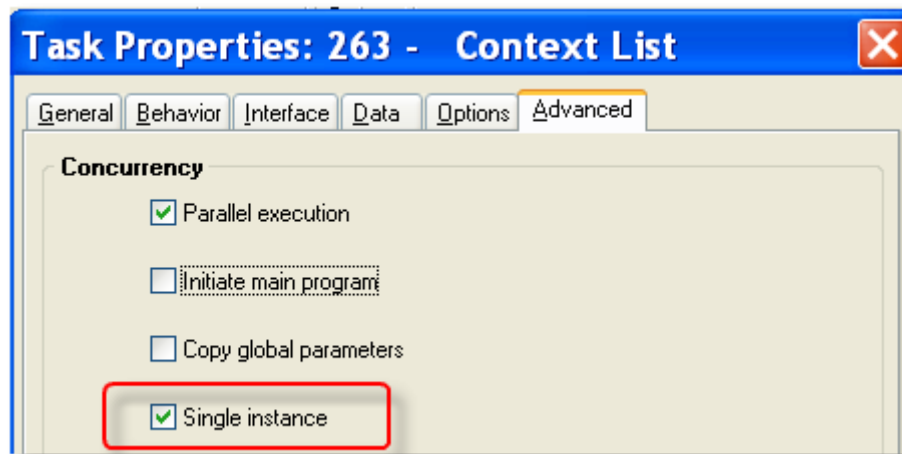 Task Properties: 263 - Context List
General Behavior Interface Data Options Advanced
Concurrency
Parallel execution
Initiate main program
Copy global parameters
Single instance